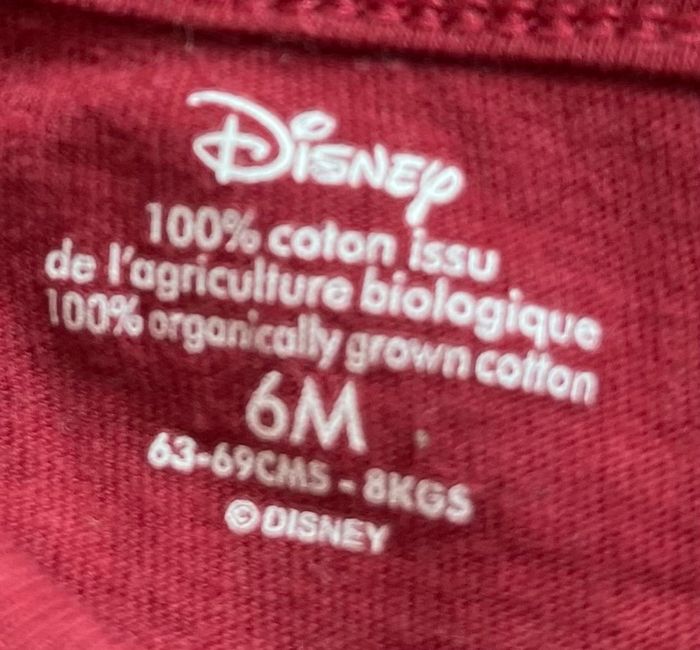 Disney
100% coton issu
de l'agriculture biologique
100% organically grown cotton
6M
63-69CMS - 8KGS
© DISNEY